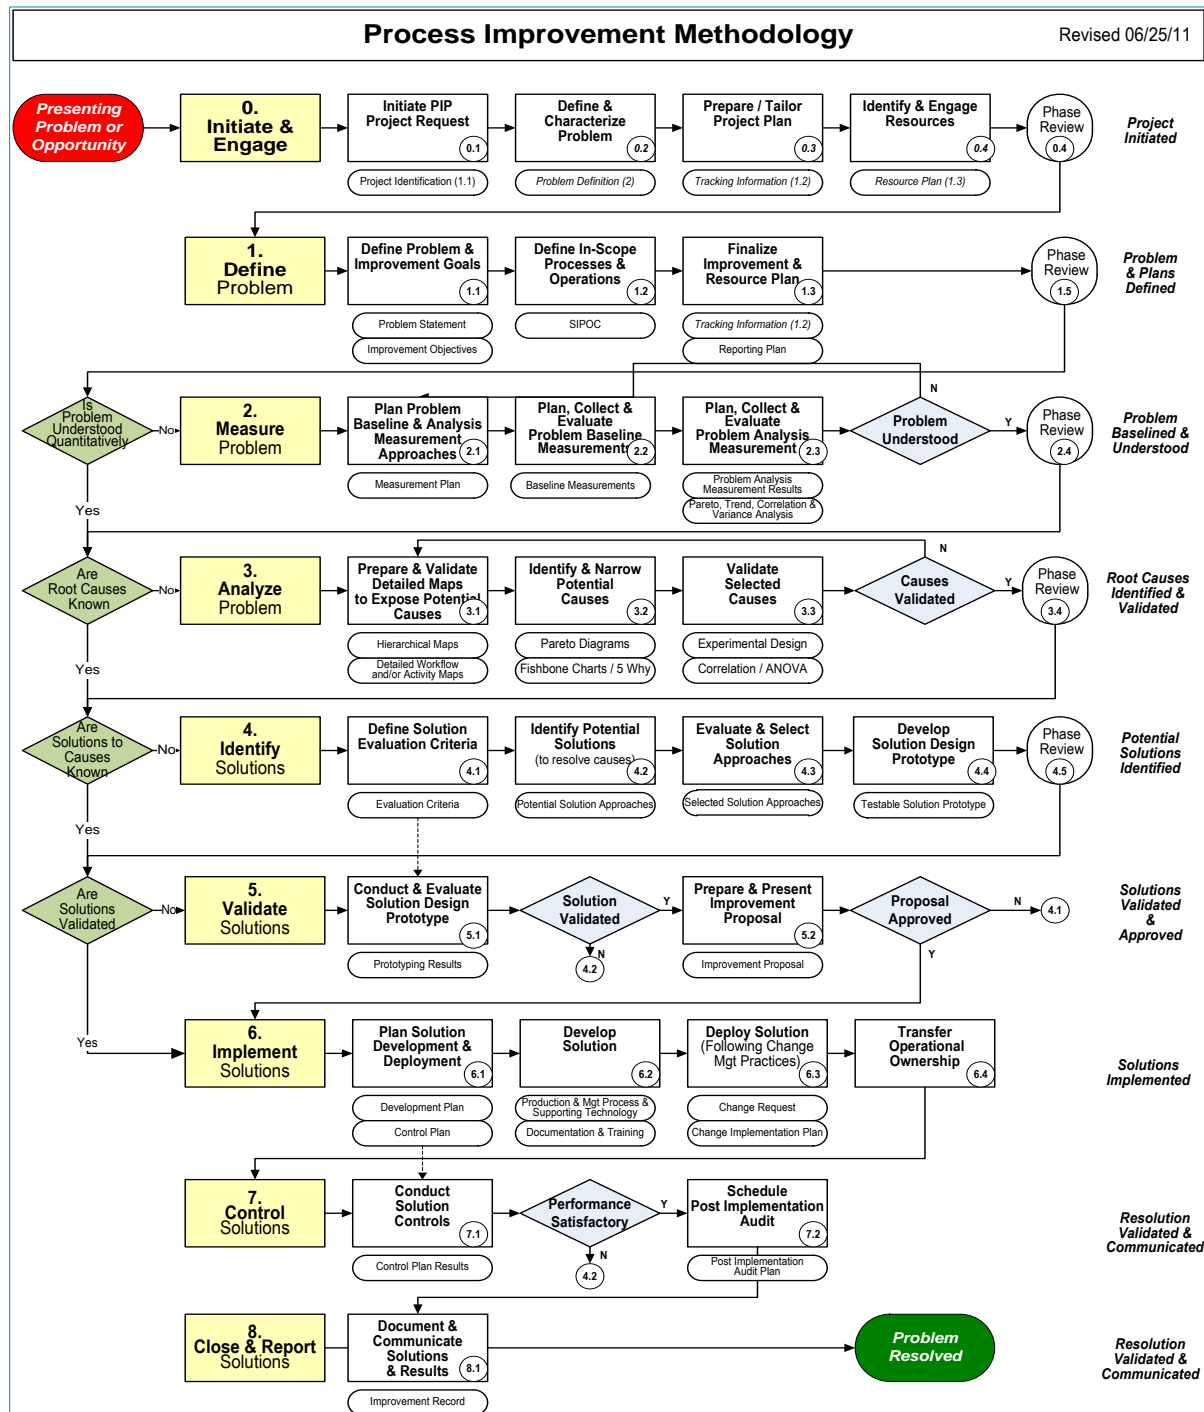 Process Improvement Methodology
Revised 06/25/11
Presenting
Problem or
Opportunity
0.
Initiate &
Engage
Initiate PIP
Project Request
0.1
Project Identification (1.1)
Define &
Characterize
Problem
0.2
Problem Definition (2)
Prepare / Tailor
Project Plan
0.3
Tracking Information (1.2)
Identify & Engage
Resources
0.4
Resource Plan (1.3)
Phase
Review
0.4
Project
Initiated
1.
Define
Problem
Define Problem &
Improvement Goals
1.1
Problem Statement
Improvement Objectives
Define In-Scope
Processes &
Operations
1.2
SIPOC
Finalize
Improvement &
Resource Plan
1.3
Tracking Information (1.2)
Reporting Plan
Phase
Review
1.5
Problem
& Plans
Defined
Is
Problem
Understood
Quantitatively
No
Yes
2.
Measure
Problem
Plan Problem
Baseline & Analysis
Measurement
Approaches
2.1
Measurement Plan
Plan, Collect &
Evaluate
Problem Baseline
Measurements
2.2
Baseline Measurements
Plan, Collect &
Evaluate
Problem Analysis
Measurement
2.3
Problem Analysis
Measurement Results
Pareto, Trend, Correlation &
Variance Analysis
N
Problem
Understood
Y
Phase
Review
2.4
Problem
Baselined &
Understood
Are
Root Causes
Known
No
Yes
3.
Analyze
Problem
Prepare & Validate
Detailed Maps
to Expose Potential
Causes
3.1
Hierarchical Maps
Detailed Workflow
and/or Activity Maps
Identify & Narrow
Potential
Causes
3.2
Pareto Diagrams
Fishbone Charts / 5 Why
Validate
Selected
Causes
3.3
Experimental Design
Correlation / ANOVA
N
Causes
Validated
Y
Phase
Review
3.4
Root Causes
Identified &
Validated
Are
Solutions to
Causes
Known
No
Yes
4.
Identify
Solutions
Define Solution
Evaluation Criteria
4.1
Evaluation Criteria
Identify Potential
Solutions
(to resolve causes)
4.2
Potential Solution Approaches
Evaluate & Select
Solution
Approaches
4.3
Selected Solution Approaches
Develop
Solution Design
Prototype
4.4
Testable Solution Prototype
Phase
Review
4.5
Potential
Solutions
Identified
Are
Solutions
Validated
No
Yes
5.
Validate
Solutions
Conduct & Evaluate
Solution Design
Prototype
5.1
Prototyping Results
Solution
Validated
Y
N
4.2
Prepare & Present
Improvement
Proposal
5.2
Improvement Proposal
Proposal
Approved
N
4.1
Y
Solutions
Validated
&
Approved
6.
Implement
Solutions
Plan Solution
Development &
Deployment
6.1
Development Plan
Control Plan
Develop
Solution
6.2
Production & Mgt Process &
Supporting Technology
Documentation & Training
Deploy Solution
(Following Change
Mgt Practices)
6.3
Change Request
Change Implementation Plan
Transfer
Operational
Ownership
6.4
Solutions
Implemented
7.
Control
Solutions
Conduct
Solution
Controls
7.1
Control Plan Results
Performance
Satisfactory
Y
N
4.2
Schedule
Post Implementation
Audit
7.2
Post Implementation
Audit Plan
Resolution
Validated &
Communicated
8.
Close & Report
Solutions
Document &
Communicate
Solutions
& Results
8.1
Improvement Record
Problem
Resolved
Resolution
Validated &
Communicated